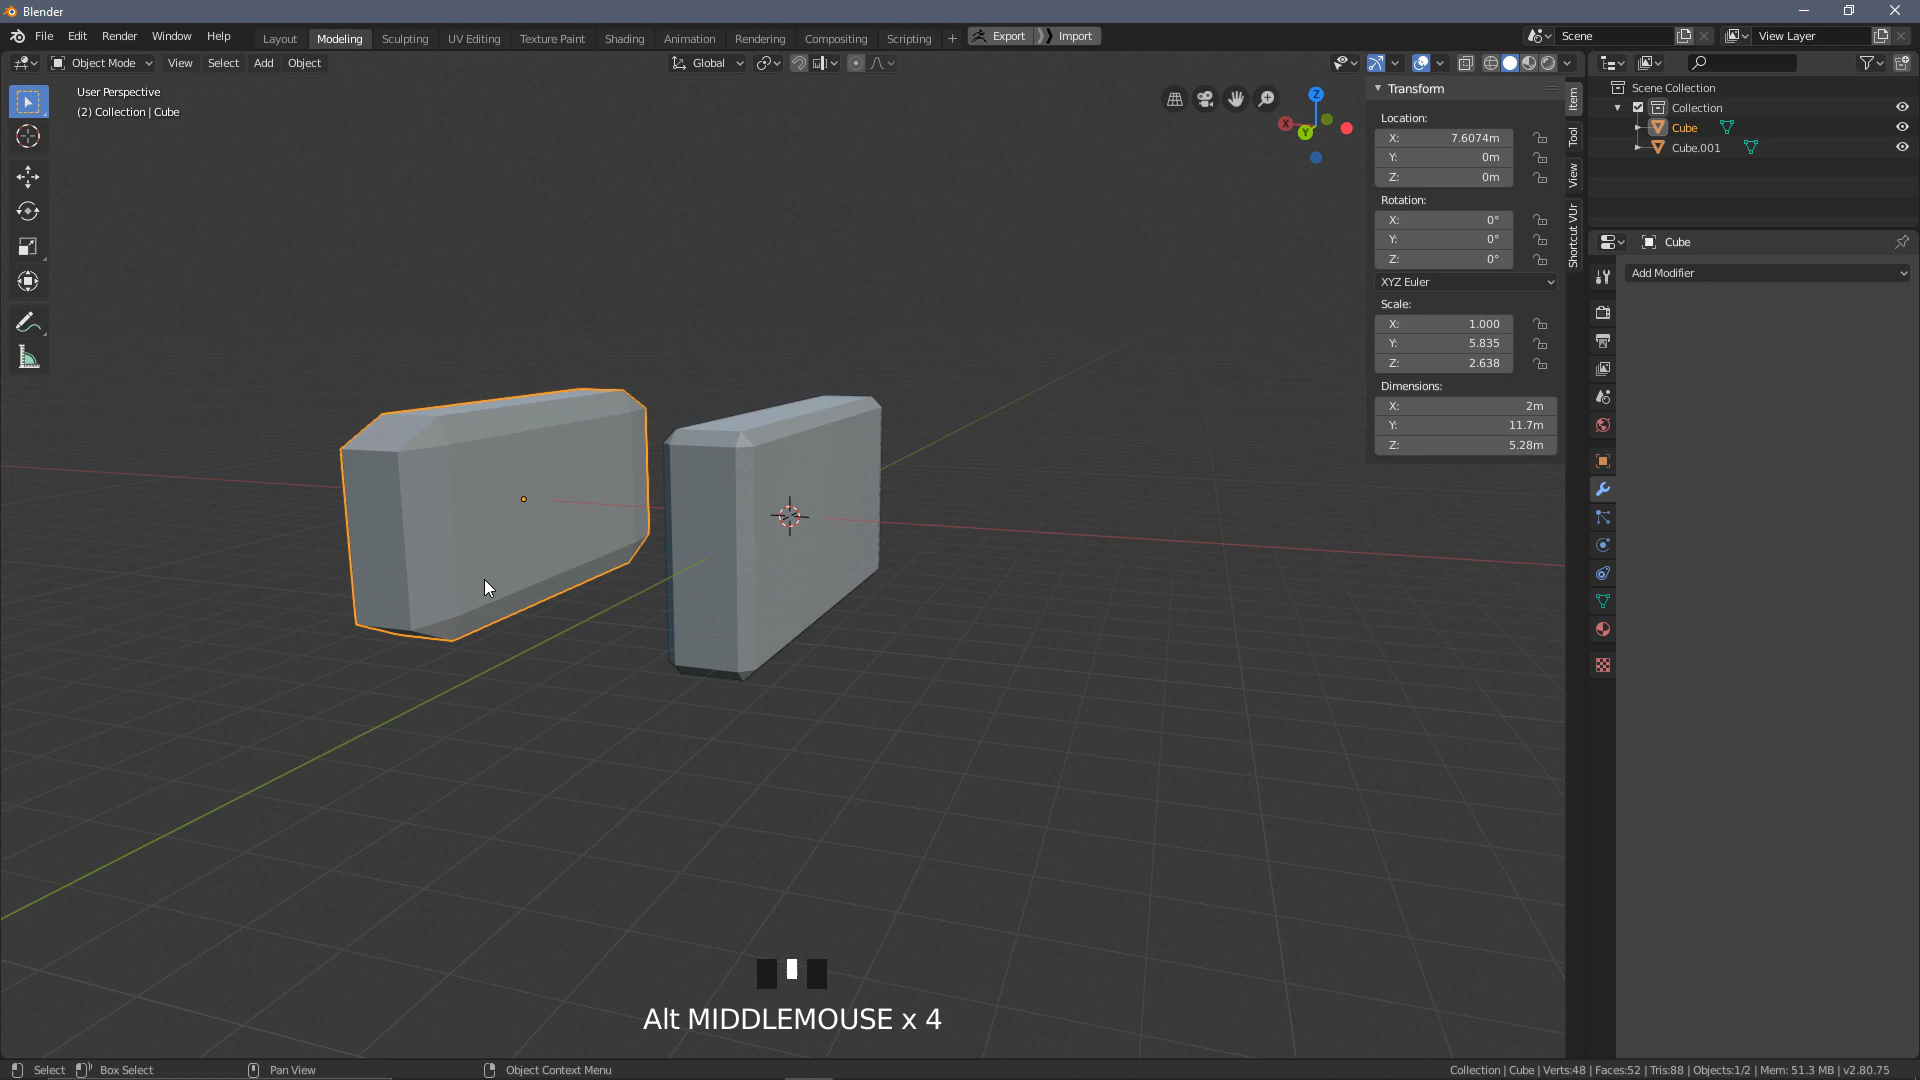 Blender
File Edit Render Window Help
Layout Modeling Sculpting UV Editing Texture Paint Shading Animation Rendering Compositing Scripting + Export Import
Scene
View Layer
Object Mode View Select Add Object
Global
User Perspective
(2) Collection | Cube
Z
X
Y
Transform
Location:
X: 7.6074m
Y: 0m
Z: 0m
Rotation:
X: 0°
Y: 0°
Z: 0°
XYZ Euler
Scale:
X: 1.000
Y: 5.835
Z: 2.638
Dimensions:
X: 2m
Y: 11.7m
Z: 5.28m
Item
Tool
View
Shortcut VUr
Scene Collection
Collection
Cube
Cube.001
Cube
Add Modifier
Alt MIDDLEMOUSE x 4
Select Box Select Pan View Object Context Menu
Collection | Cube | Verts:48 | Faces:52 | Tris:88 | Objects:1/2 | Mem: 51.3 MB | v2.80.75